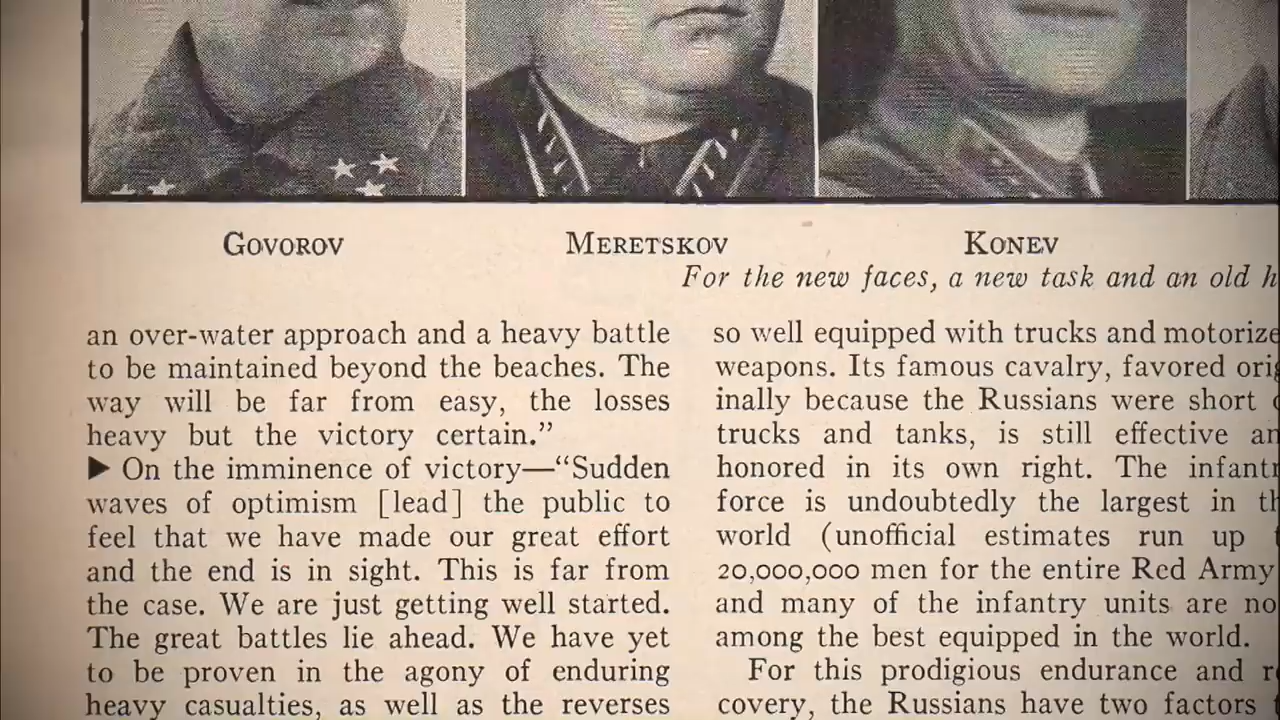 GOVOROV
MERETSKOV
KONEV
For the new faces, a new task and an old
an over-water approach and a heavy battle
to be maintained beyond the beaches. The
way will be far from easy, the losses
heavy but the victory certain.”
▶ On the imminence of victory—“Sudden
waves of optimism [lead] the public to
feel that we have made our great effort
and the end is in sight. This is far from
the case. We are just getting well started.
The great battles lie ahead. We have yet
to be proven in the agony of enduring
heavy casualties, as well as the reverses
so well equipped with trucks and motorize
weapons. Its famous cavalry, favored orig
inally because the Russians were short
trucks and tanks, is still effective an
honored in its own right. The infant
force is undoubtedly the largest in th
world (unofficial estimates run up
20,000,000 men for the entire Red Army
and many of the infantry units are no
among the best equipped in the world.
For this prodigious endurance and r
covery, the Russians have two factors